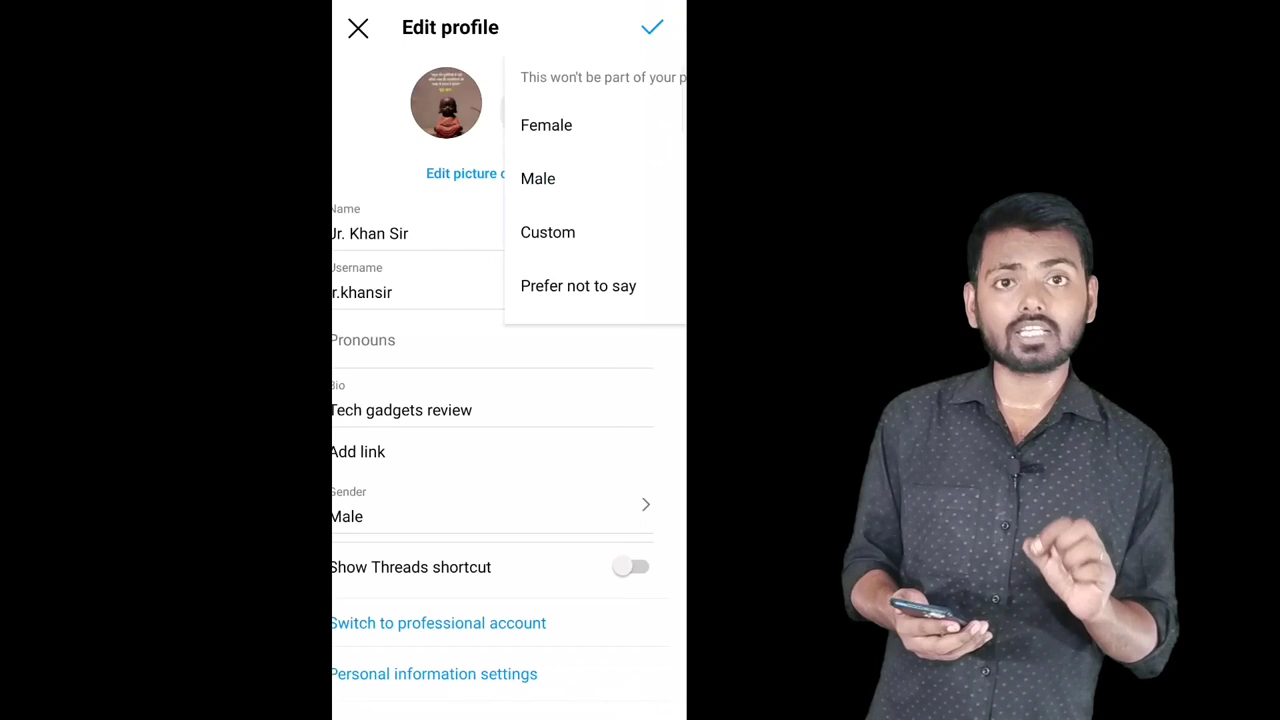 Edit profile
This won't be part of your p
Female
Edit picture o
Male
Name
Jr. Khan Sir
Custom
Username
r.khansir
Prefer not to say
Pronouns
Bio
Tech gadgets review
Add link
Gender
Male
Show Threads shortcut
Switch to professional account
Personal information settings